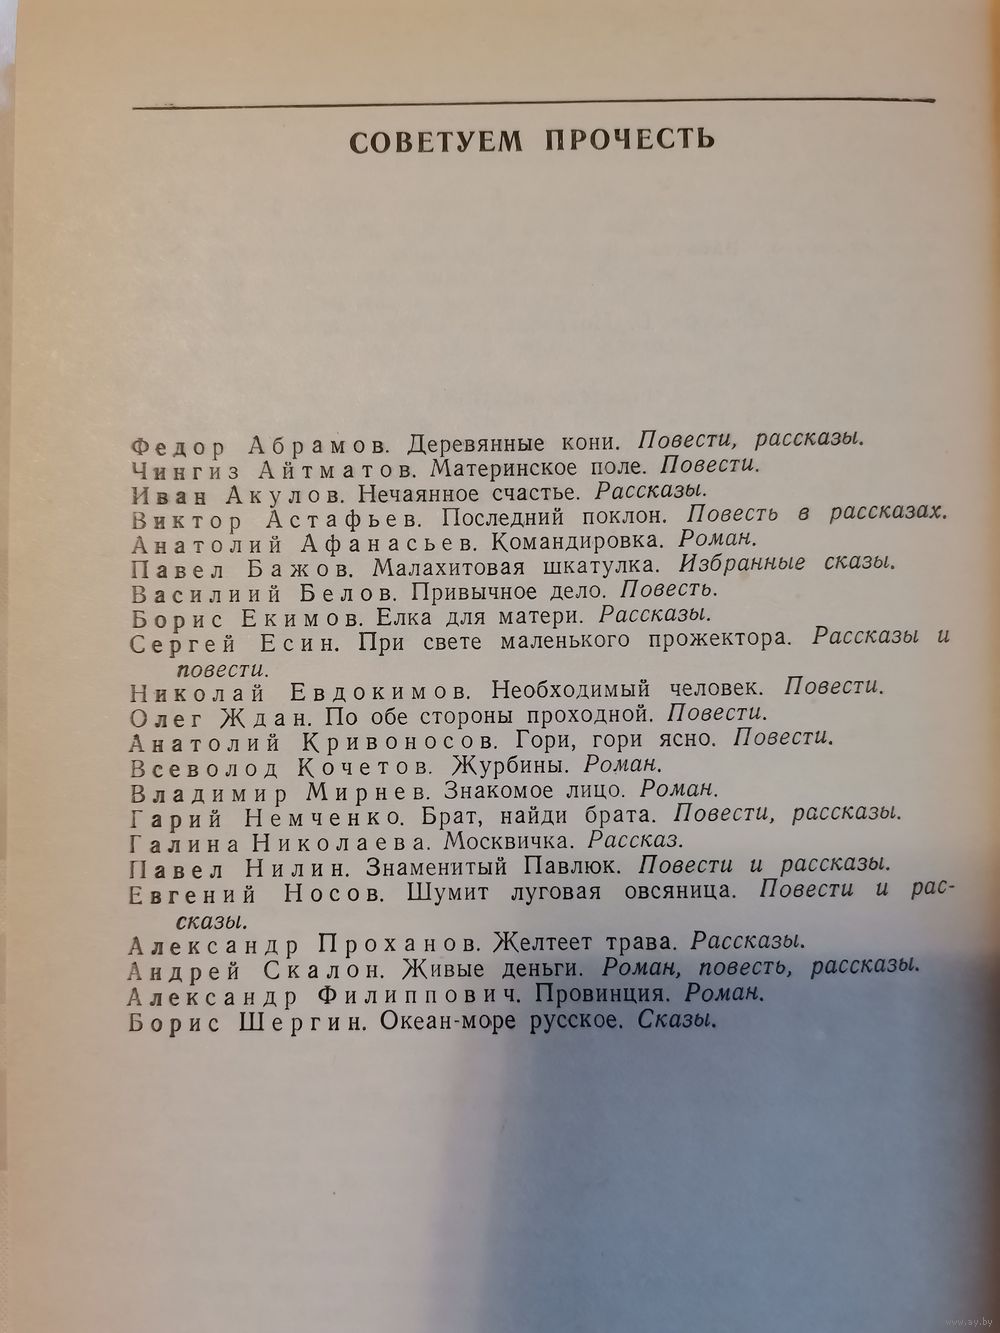 СОВЕТУЕМ ПРОЧЕСТЬ
Федор Абрамов. Деревянные кони. Повести, рассказы.
Чингиз Айтматов. Материнское поле. Повести.
Иван Акулов. Нечаянное счастье. Рассказы.
Виктор Астафьев. Последний поклон. Повесть в рассказах.
Анатолий Афанасьев. Командировка. Роман.
Павел Бажов. Малахитовая шкатулка. Избранные сказы.
Василиий Белов. Привычное дело. Повесть.
Борис Екимов. Елка для матери. Рассказы.
Сергей Есин. При свете маленького прожектора. Рассказы и
повести.
Николай Евдокимов. Необходимый человек. Повести.
Олег Ждан. По обе стороны проходной. Повести.
Анатолий Кривоносов. Гори, гори ясно. Повести.
Всеволод Кочетов. Журбины. Роман.
Владимир Мирнев. Знакомое лицо. Роман.
Гарий Немченко. Брат, найди брата. Повести, рассказы.
Галина Николаева. Москвичка. Рассказ.
Павел Нилин. Знаменитый Павлюк. Повести и рассказы.
Евгений Носов. Шумит луговая овсяница. Повести и рас-
сказы.
Александр Проханов. Желтеет трава. Рассказы.
Андрей Скалон. Живые деньги. Роман, повесть, рассказы.
Александр Филиппович. Провинция. Роман.
Борис Шергин. Океан-море русское. Сказы.
www.ay.by